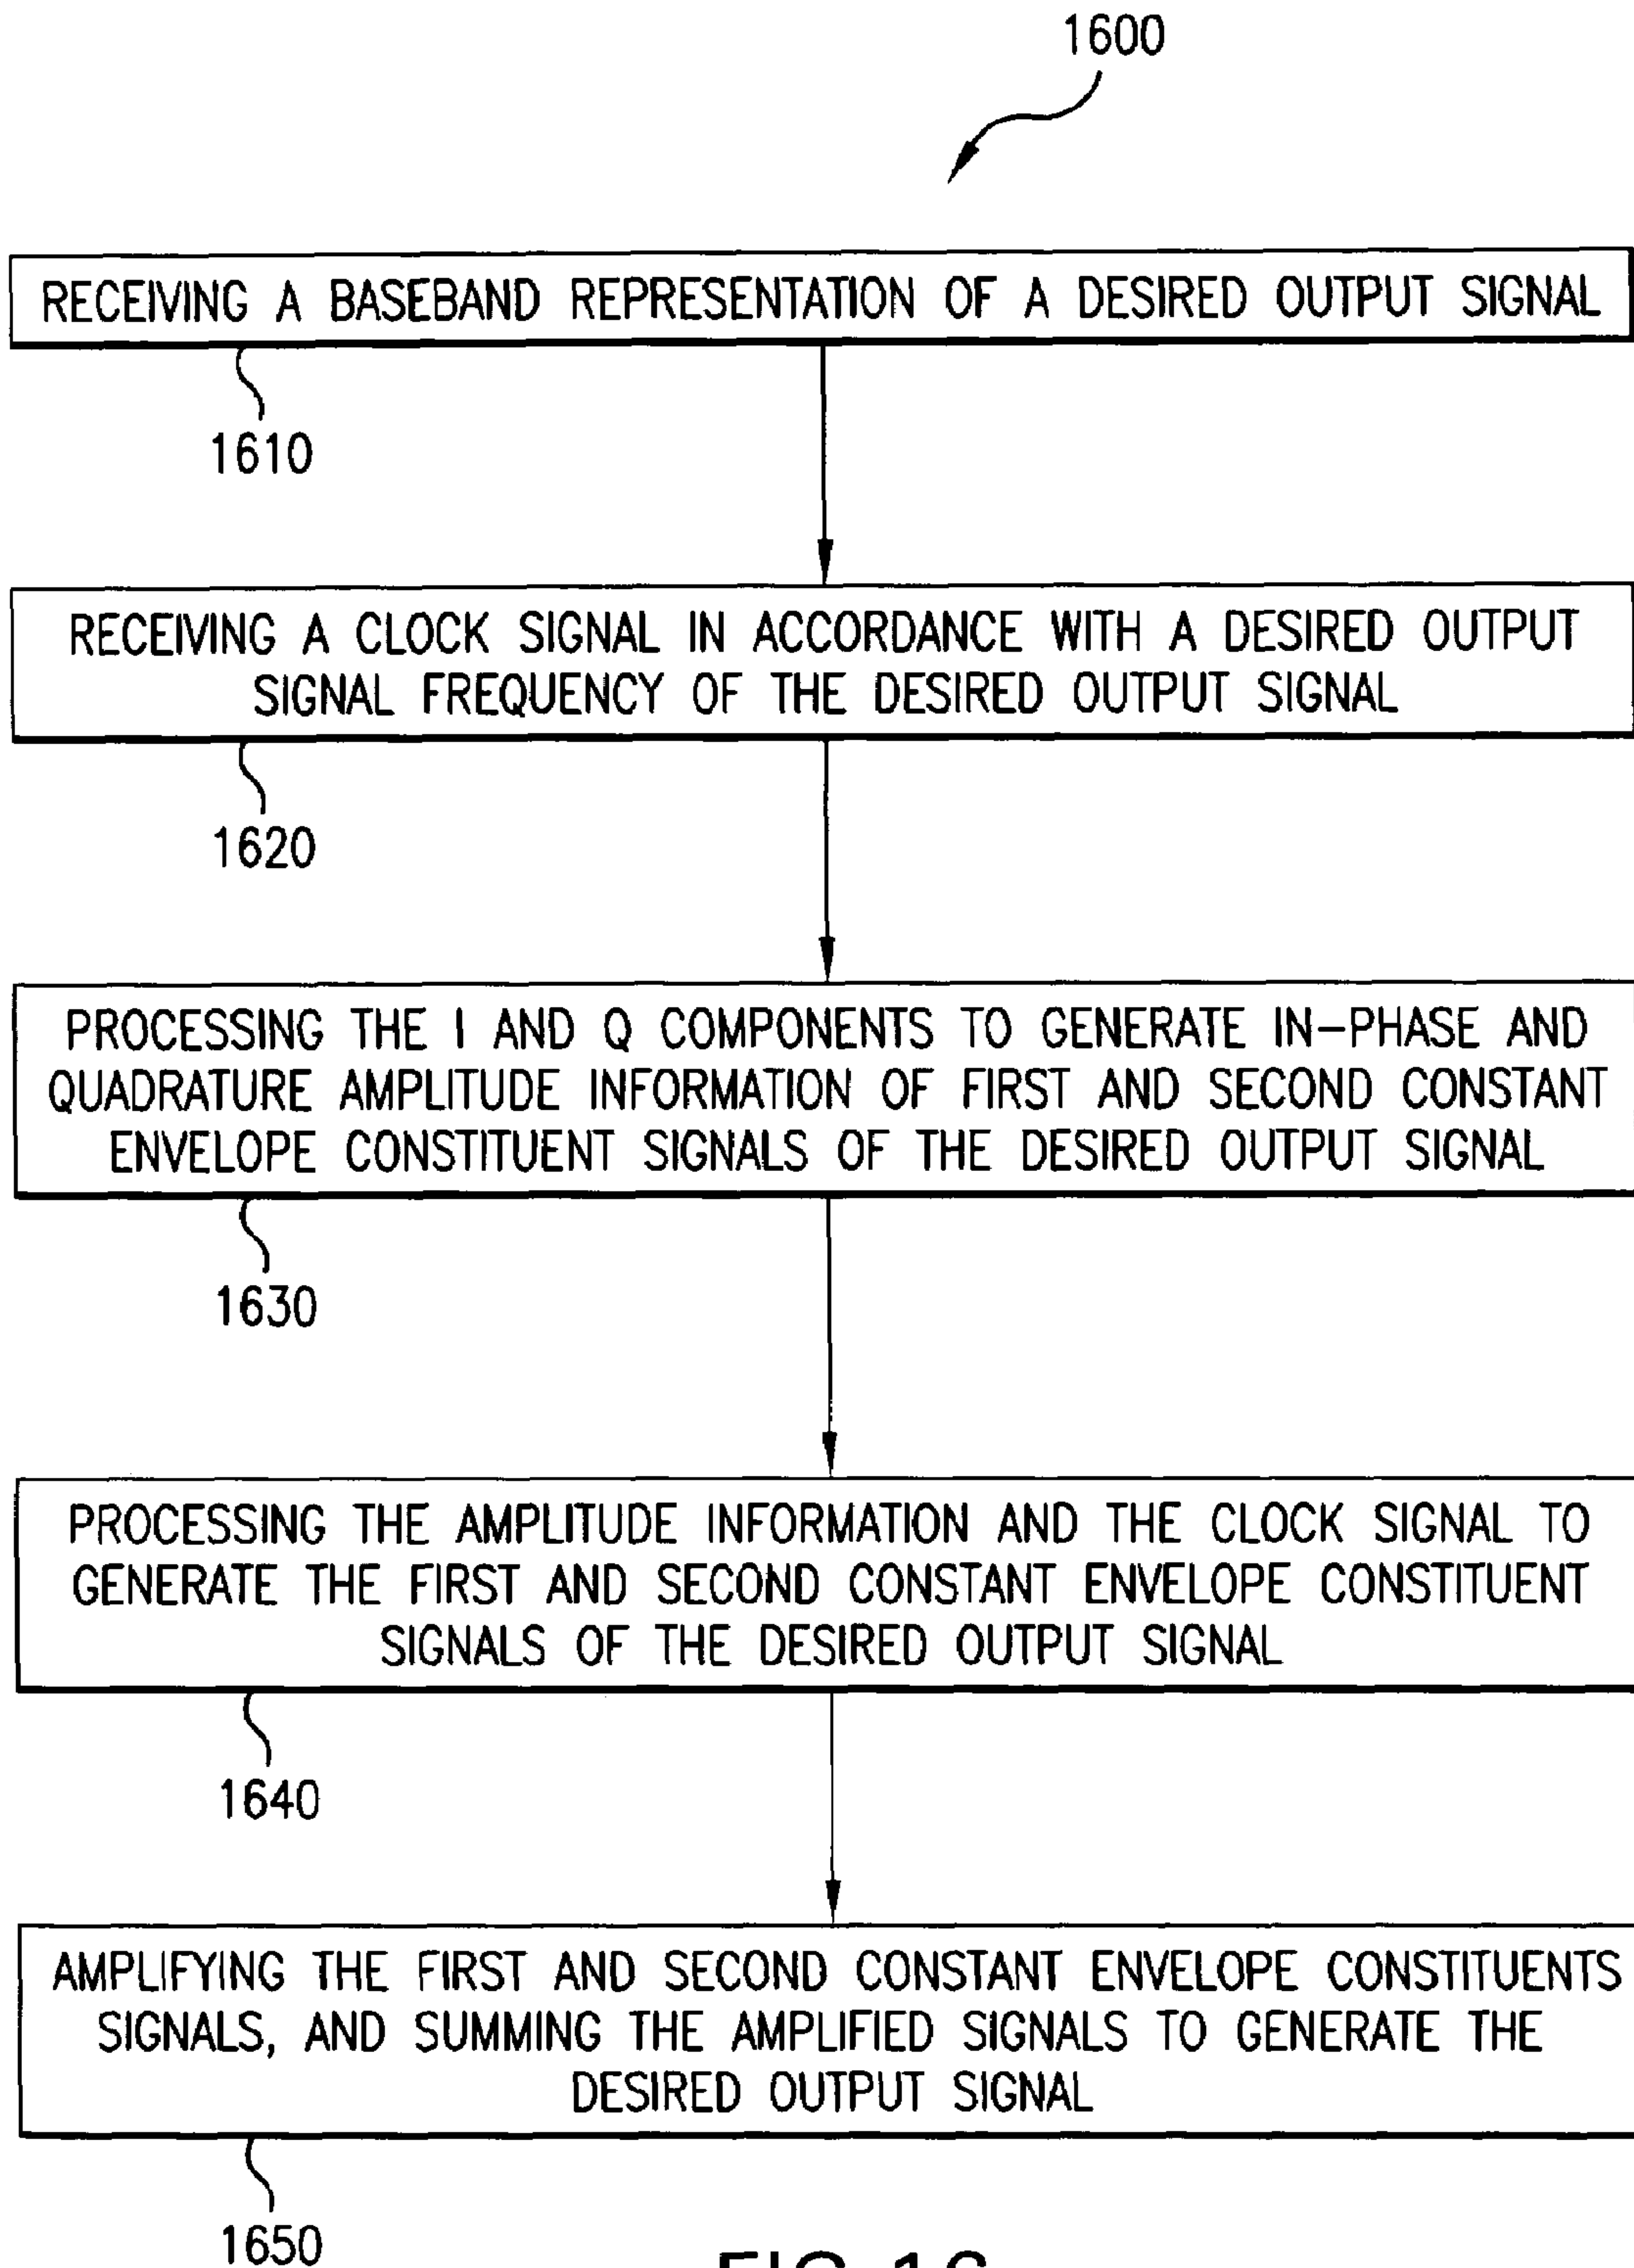 1600
RECEIVING A BASEBAND REPRESENTATION OF A DESIRED OUTPUT SIGNAL
1610
RECEIVING A CLOCK SIGNAL IN ACCORDANCE WITH A DESIRED OUTPUT
SIGNAL FREQUENCY OF THE DESIRED OUTPUT SIGNAL
1620
PROCESSING THE I AND Q COMPONENTS TO GENERATE IN-PHASE AND
QUADRATURE AMPLITUDE INFORMATION OF FIRST AND SECOND CONSTANT
ENVELOPE CONSTITUENT SIGNALS OF THE DESIRED OUTPUT SIGNAL
1630
PROCESSING THE AMPLITUDE INFORMATION AND THE CLOCK SIGNAL TO
GENERATE THE FIRST AND SECOND CONSTANT ENVELOPE CONSTITUENT
SIGNALS OF THE DESIRED OUTPUT SIGNAL
1640
AMPLIFYING THE FIRST AND SECOND CONSTANT ENVELOPE CONSTITUENTS
SIGNALS, AND SUMMING THE AMPLIFIED SIGNALS TO GENERATE THE
DESIRED OUTPUT SIGNAL
1650